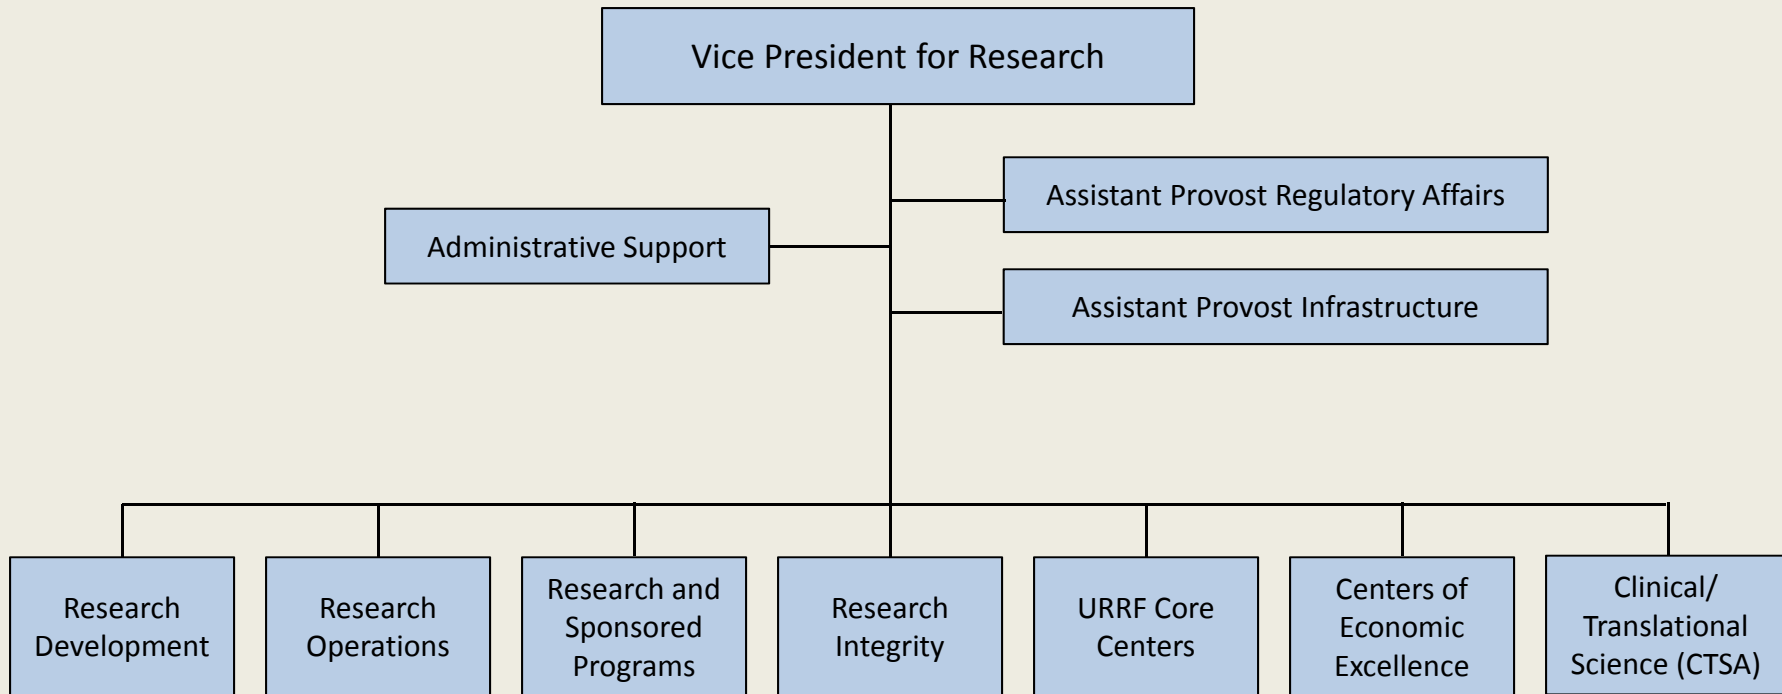 Vice President for Research
Assistant Provost Regulatory Affairs
Administrative Support
Assistant Provost Infrastructure
Research
Development
Research
Operations
Research and
Sponsored
Programs
Research
Integrity
URRF Core
Centers
Centers of
Economic
Excellence
Clinical/
Translational
Science (CTSA)